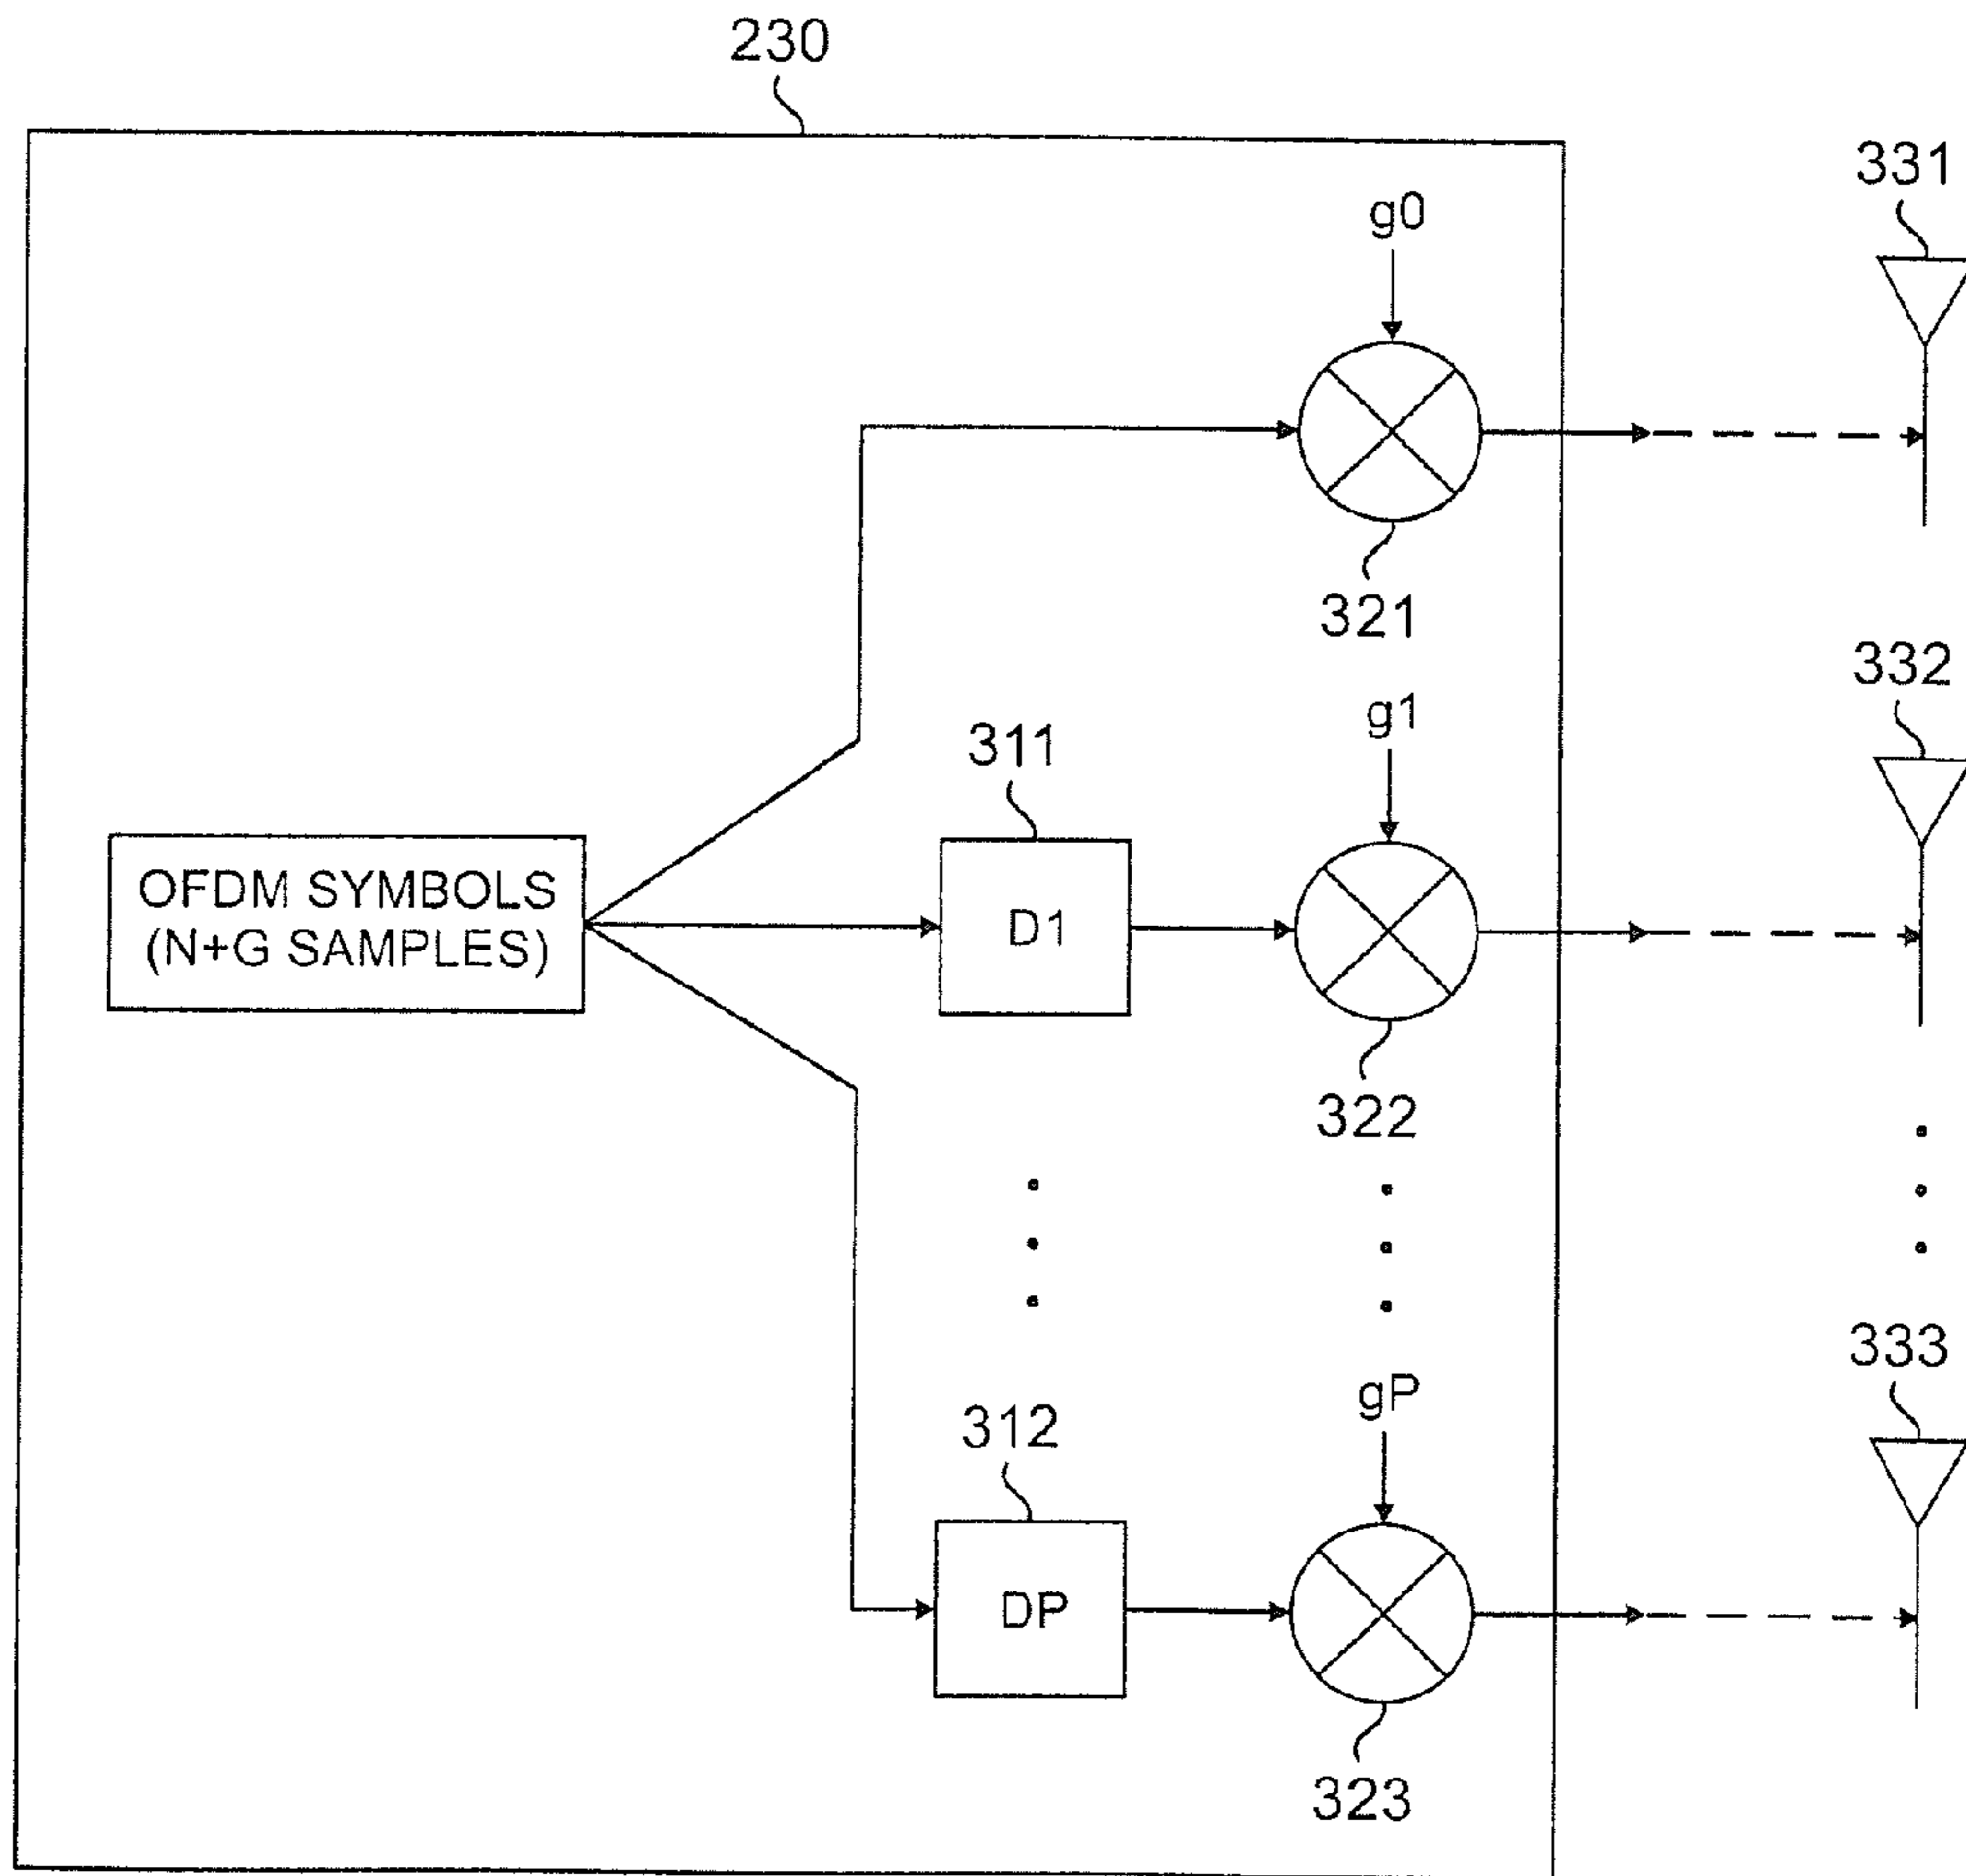 230
331
g0
321
332
g1
311
OFDM SYMBOLS
(N+G SAMPLES)
D1
322
333
gP
312
DP
323